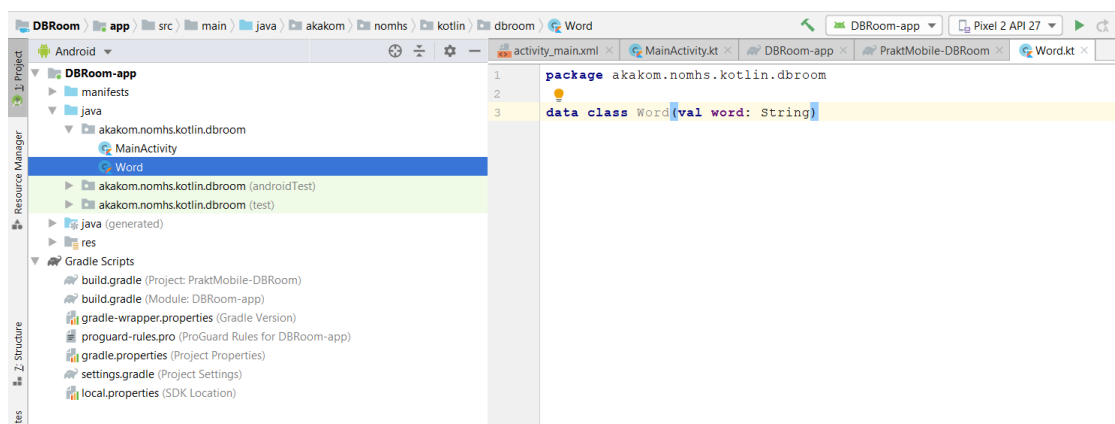 DBRoom app src main java akakom nomhs kotlin dbroom Word DBRoom-app Pixel 2 API 27
Android
activity_main.xml MainActivity.kt DBRoom-app PraktMobile-DBRoom Word.kt
1: Project
Resource Manager
Z: Structure
DBRoom-app
manifests
java
akakom.nomhs.kotlin.dbroom
MainActivity
Word
akakom.nomhs.kotlin.dbroom (androidTest)
akakom.nomhs.kotlin.dbroom (test)
java (generated)
res
Gradle Scripts
build.gradle (Project: PraktMobile-DBRoom)
build.gradle (Module: DBRoom-app)
gradle-wrapper.properties (Gradle Version)
proguard-rules.pro (ProGuard Rules for DBRoom-app)
gradle.properties (Project Properties)
settings.gradle (Project Settings)
local.properties (SDK Location)
1 package akakom.nomhs.kotlin.dbroom
2
3 data class Word(val word: String)